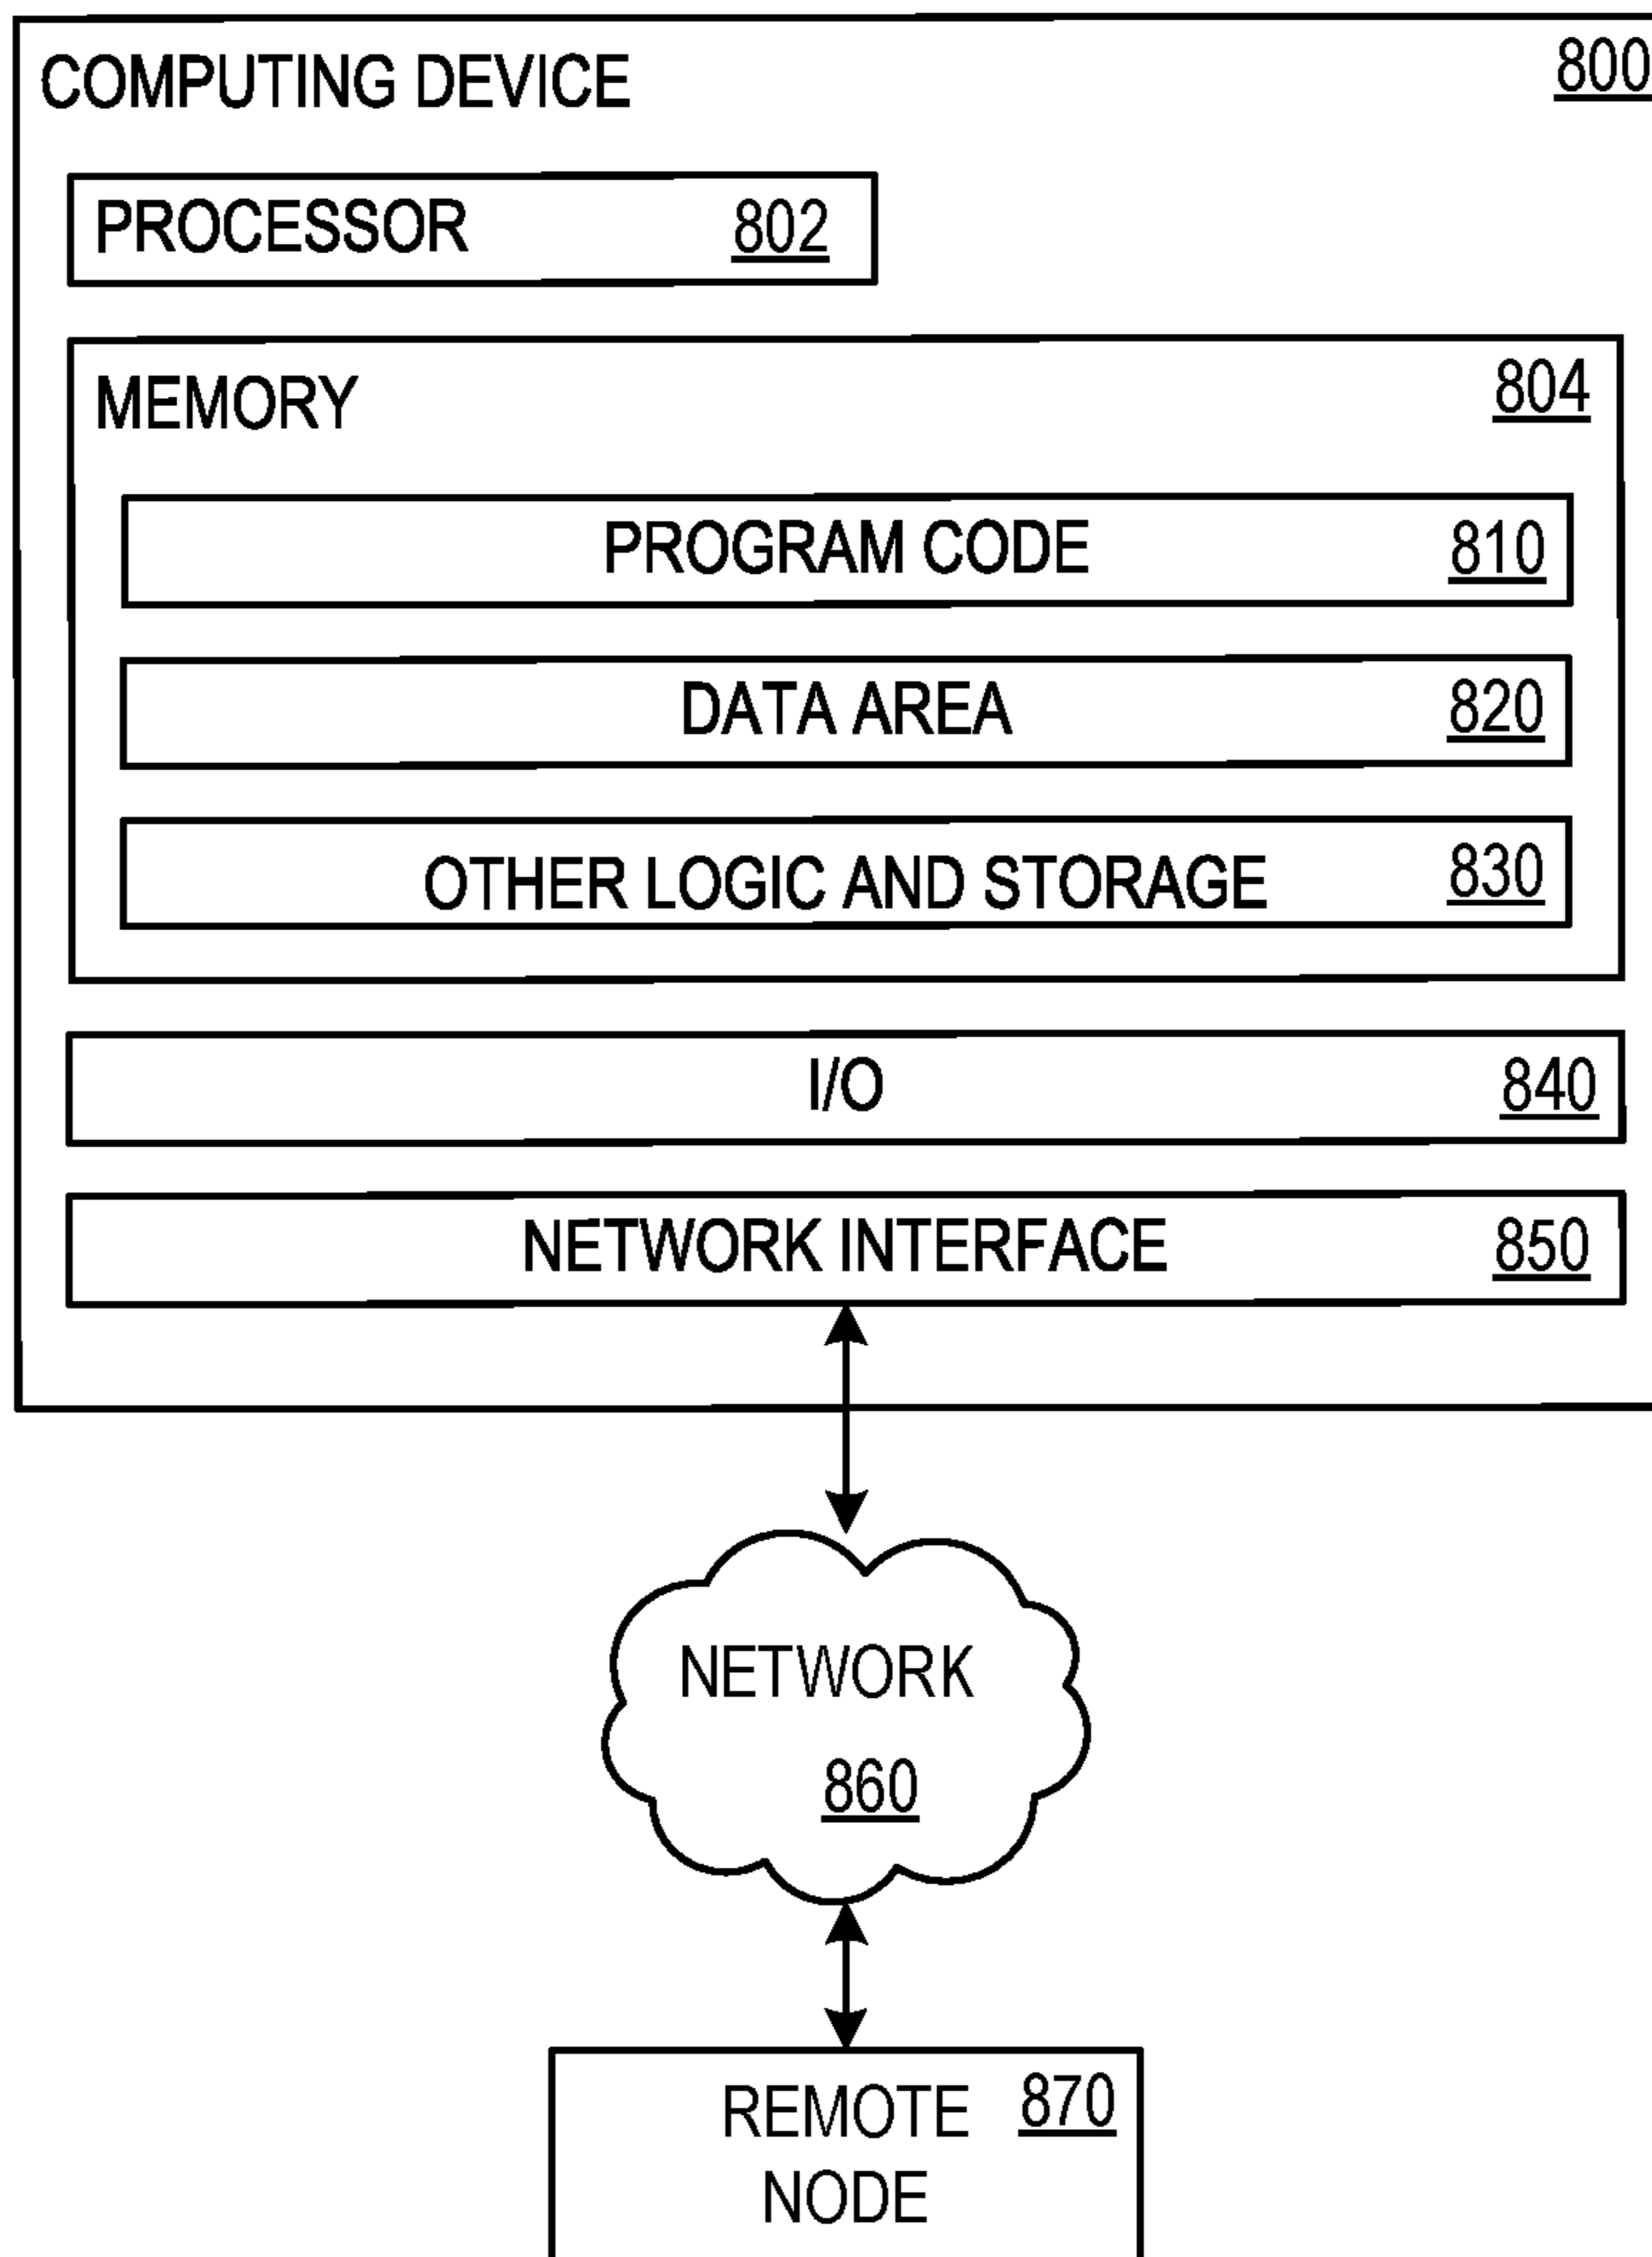 COMPUTING DEVICE 800
PROCESSOR 802
MEMORY 804
PROGRAM CODE 810
DATA AREA 820
OTHER LOGIC AND STORAGE 830
I/O 840
NETWORK INTERFACE 850
NETWORK
860
REMOTE 870
NODE